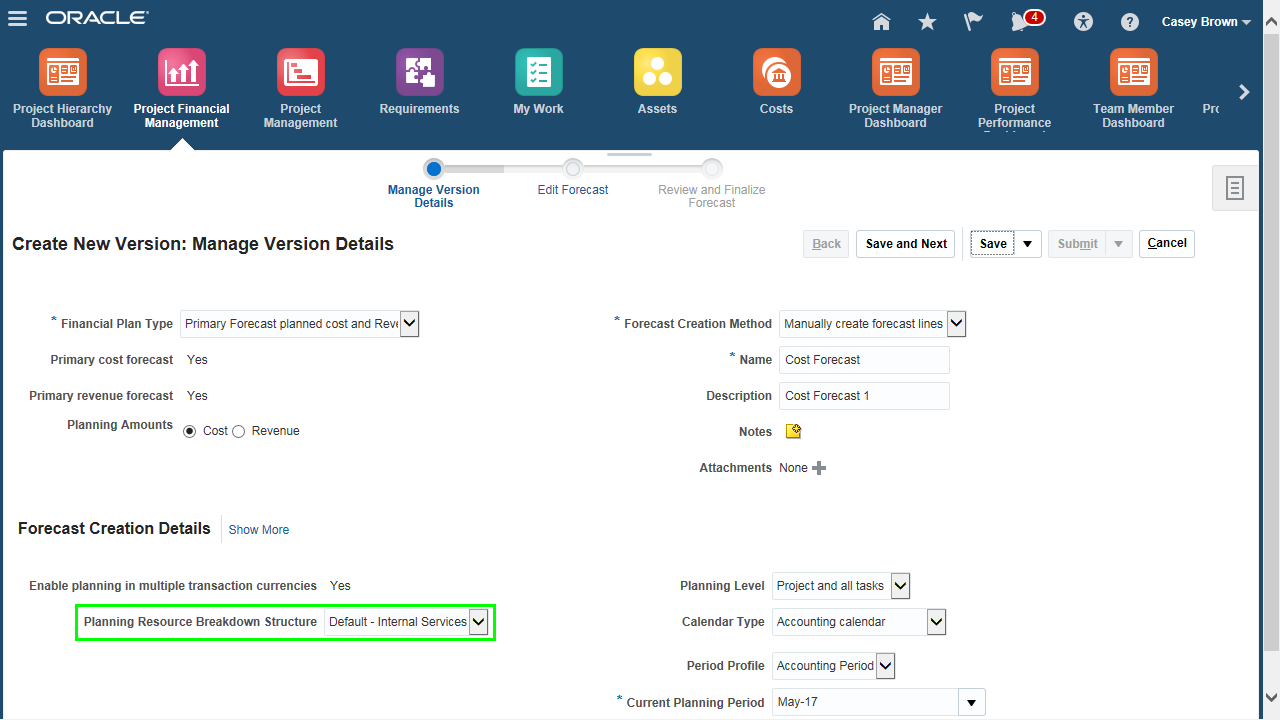 ORACLE
4
Casey Brown
Project Hierarchy Dashboard
Project Financial Management
Project Management
Requirements
My Work
Assets
Costs
Project Manager Dashboard
Project Performance
Team Member Dashboard
Manage Version Details
Edit Forecast
Review and Finalize Forecast
Create New Version: Manage Version Details
Back
Save and Next
Save
Submit
Cancel
* Financial Plan Type Primary Forecast planned cost and Reve
Primary cost forecast Yes
Primary revenue forecast Yes
Planning Amounts Cost Revenue
* Forecast Creation Method Manually create forecast lines
* Name Cost Forecast
Description Cost Forecast 1
Notes
Attachments None
Forecast Creation Details Show More
Enable planning in multiple transaction currencies Yes
Planning Resource Breakdown Structure Default - Internal Services
Planning Level Project and all tasks
Calendar Type Accounting calendar
Period Profile Accounting Period
* Current Planning Period May-17